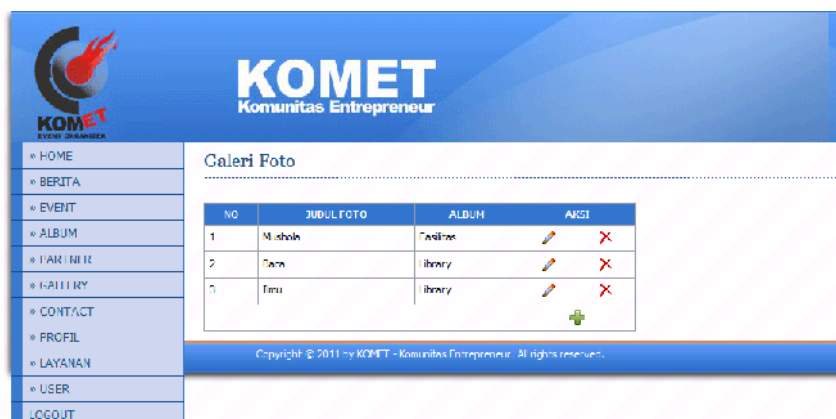 KOMET
EVENT ORGANIZER
KOMET
Komunitas Entrepreneur
» HOME
» BERITA
» EVENT
» ALBUM
» PARTNER
» GALLERY
» CONTACT
» PROFIL
» LAYANAN
» USER
LOGOUT
Galeri Foto
NO JUDUL FOTO ALBUM AKSI
1 Mushola Fasilitas
2 Baca Library
3 Ilmu Library
Copyright © 2011 by KOMET - Komunitas Entrepreneur. All rights reserved.